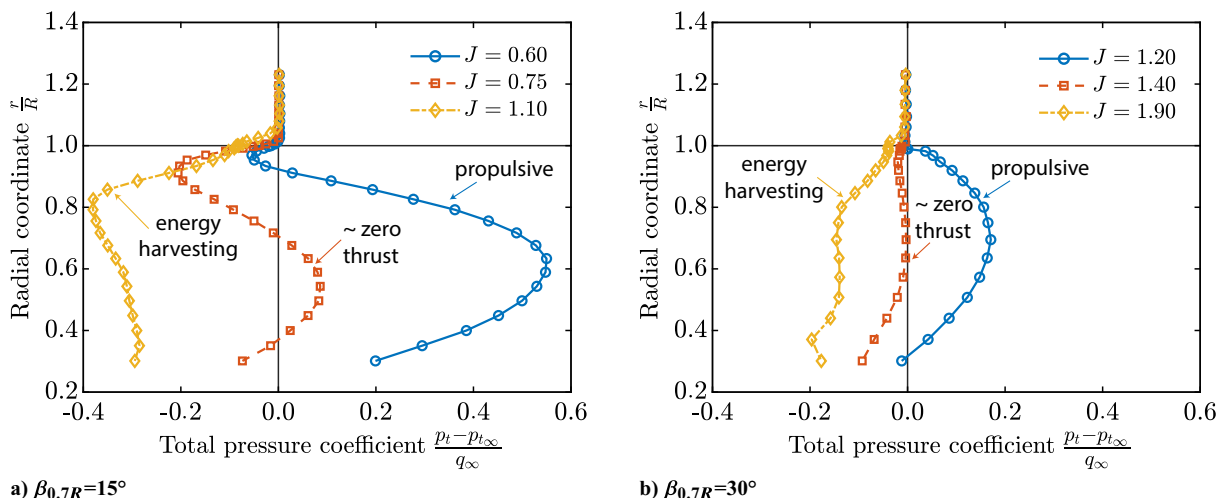 1.4
1.2
1.0
0.8
0.6
0.4
0.2
-0.4
-0.2
0.0
0.2
0.4
0.6
Radial coordinate r/R
Total pressure coefficient (p_t − p_t∞)/q∞
J = 0.60
J = 0.75
J = 1.10
propulsive
energy
harvesting
~ zero
thrust
a) β0.7R=15°
1.4
1.2
1.0
0.8
0.6
0.4
0.2
-0.4
-0.2
0.0
0.2
0.4
0.6
Radial coordinate r/R
Total pressure coefficient (p_t − p_t∞)/q∞
J = 1.20
J = 1.40
J = 1.90
energy
harvesting
propulsive
~ zero
thrust
b) β0.7R=30°